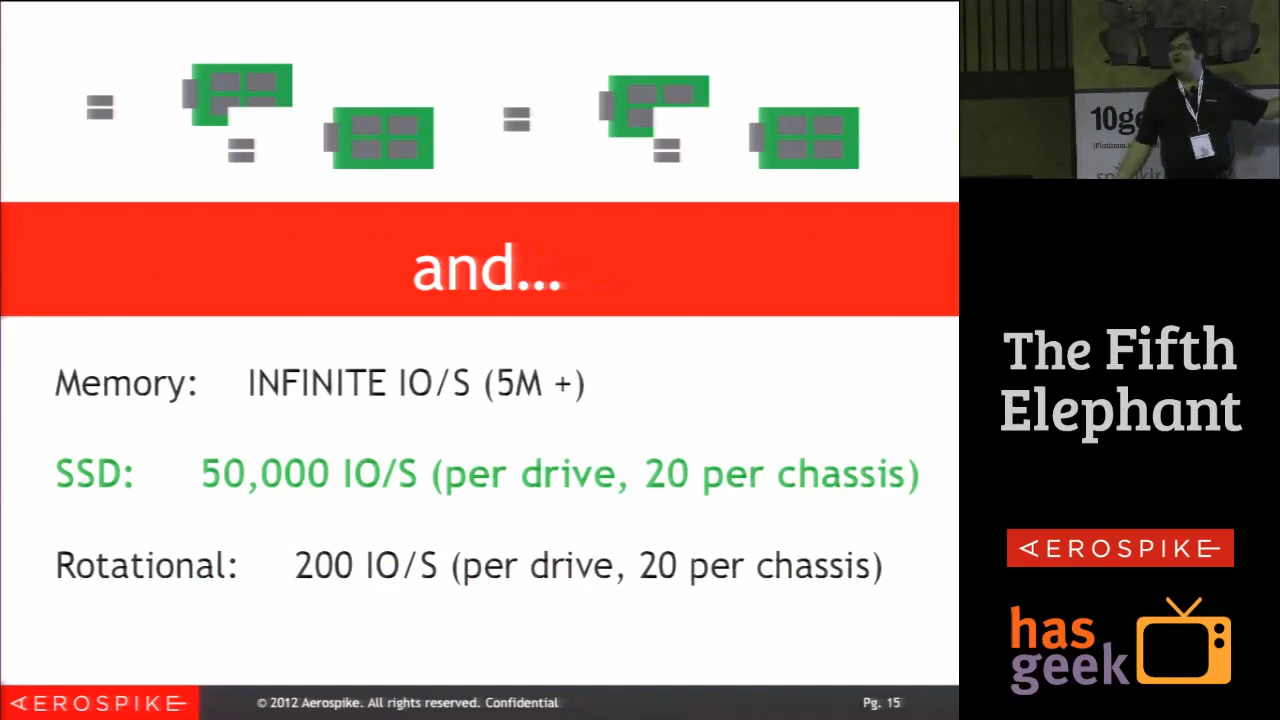 and...
Memory: INFINITE IO/S (5M +)
SSD: 50,000 IO/S (per drive, 20 per chassis)
Rotational: 200 IO/S (per drive, 20 per chassis)
AEROSPIKE
© 2012 Aerospike. All rights reserved. Confidential
Pg. 15
10ge
The Fifth
Elephant
AEROSPIKE
has
geek